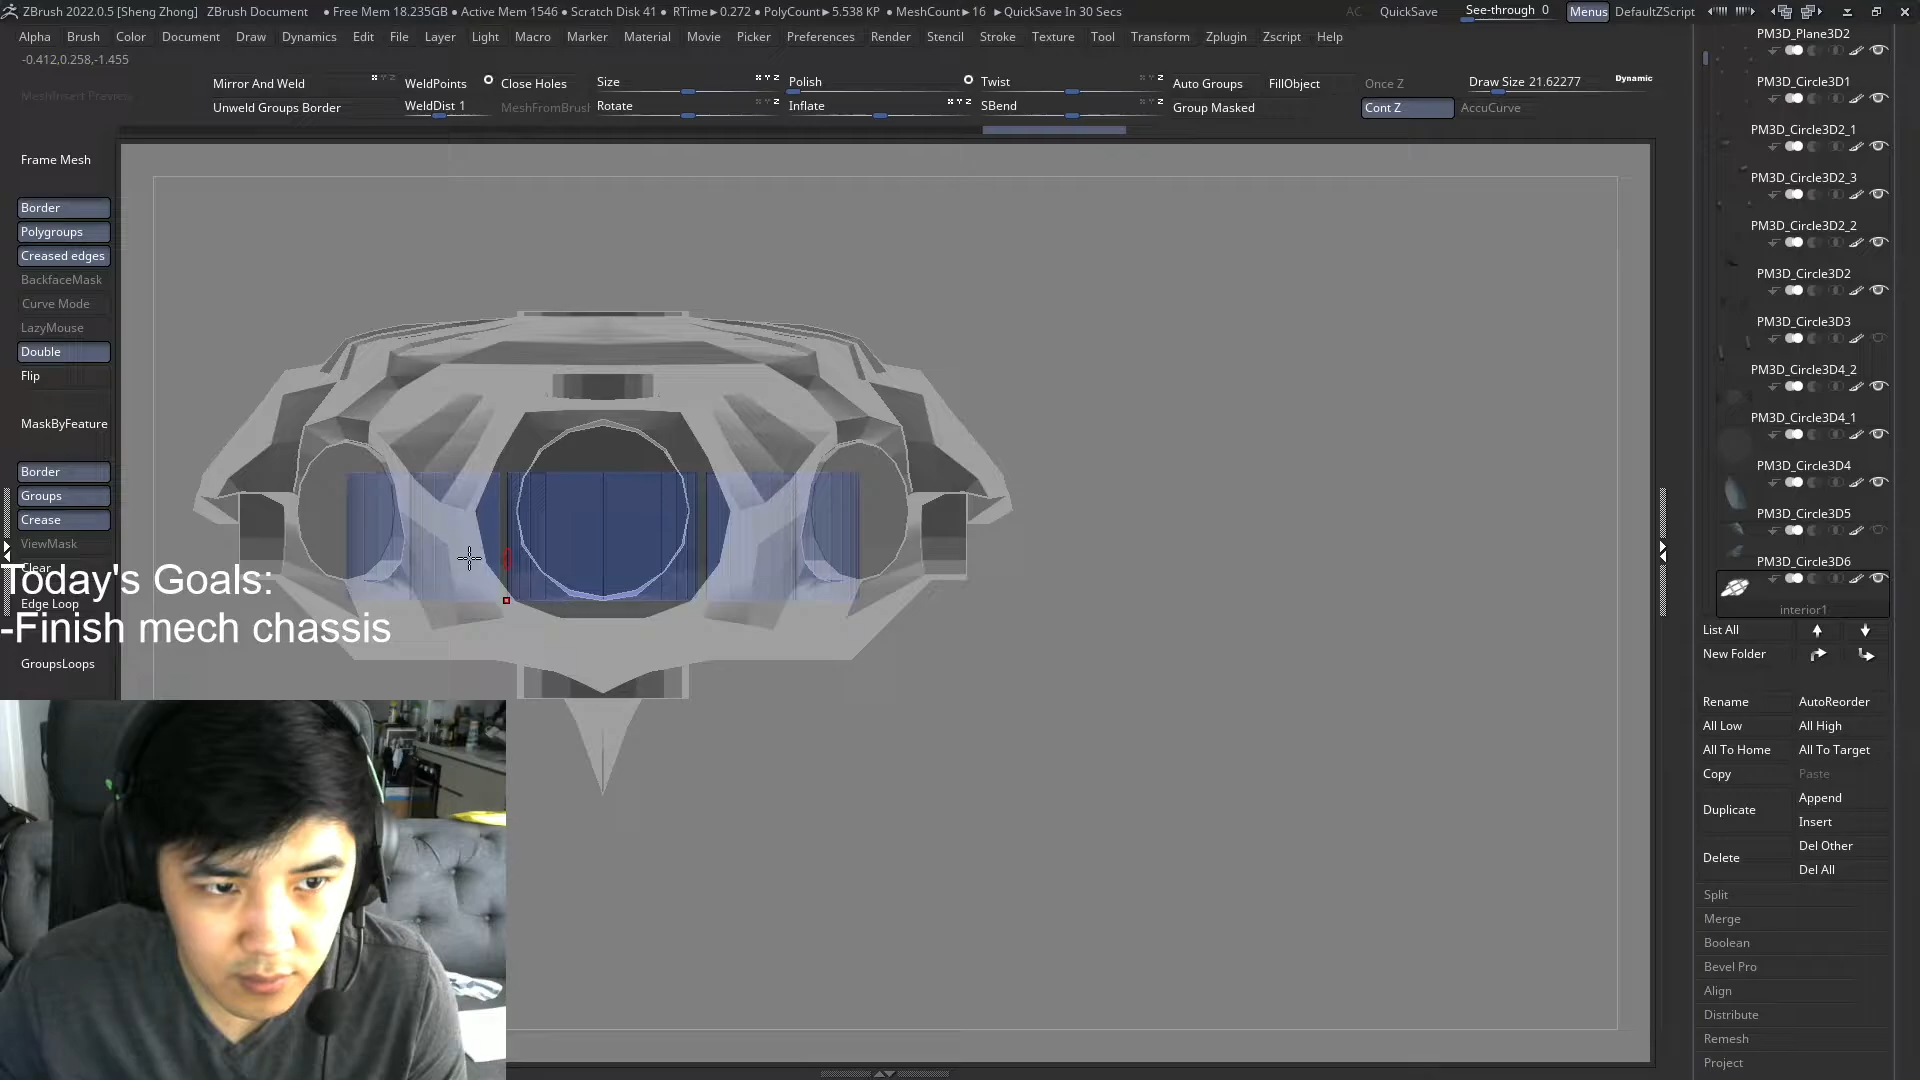 ZBrush 2022.0.5 [Sheng Zhong] ZBrush Document ● Free Mem 18.235GB ● Active Mem 1546 ● Scratch Disk 41 ● RTime►0.272 ● PolyCount►5.538 KP ● MeshCount►16 ►QuickSave In 30 Secs AC QuickSave See-through 0 Menus DefaultZScript
Alpha Brush Color Document Draw Dynamics Edit File Layer Light Macro Marker Material Movie Picker Preferences Render Stencil Stroke Texture Tool Transform Zplugin Zscript Help
-0.412,0.258,-1.455
Mirror And Weld WeldPoints Close Holes Size Polish Twist Auto Groups FillObject Once Z Draw Size 21.62277 Dynamic
Unweld Groups Border WeldDist 1 MeshFromBrush Rotate Inflate SBend Group Masked Cont Z AccuCurve
Frame Mesh
Border
Polygroups
Creased edges
BackfaceMask
Curve Mode
LazyMouse
Double
Flip
MaskByFeature
Border
Groups
Crease
ViewMask
Clear
Today's Goals:
Edge Loop
-Finish mech chassis
GroupsLoops
PM3D_Plane3D2
PM3D_Circle3D1
PM3D_Circle3D2_1
PM3D_Circle3D2_3
PM3D_Circle3D2_2
PM3D_Circle3D2
PM3D_Circle3D3
PM3D_Circle3D4_2
PM3D_Circle3D4_1
PM3D_Circle3D4
PM3D_Circle3D5
PM3D_Circle3D6
interior1
List All
New Folder
Rename AutoReorder
All Low All High
All To Home All To Target
Copy Paste
Duplicate Append
Insert
Delete Del Other
Del All
Split
Merge
Boolean
Bevel Pro
Align
Distribute
Remesh
Project